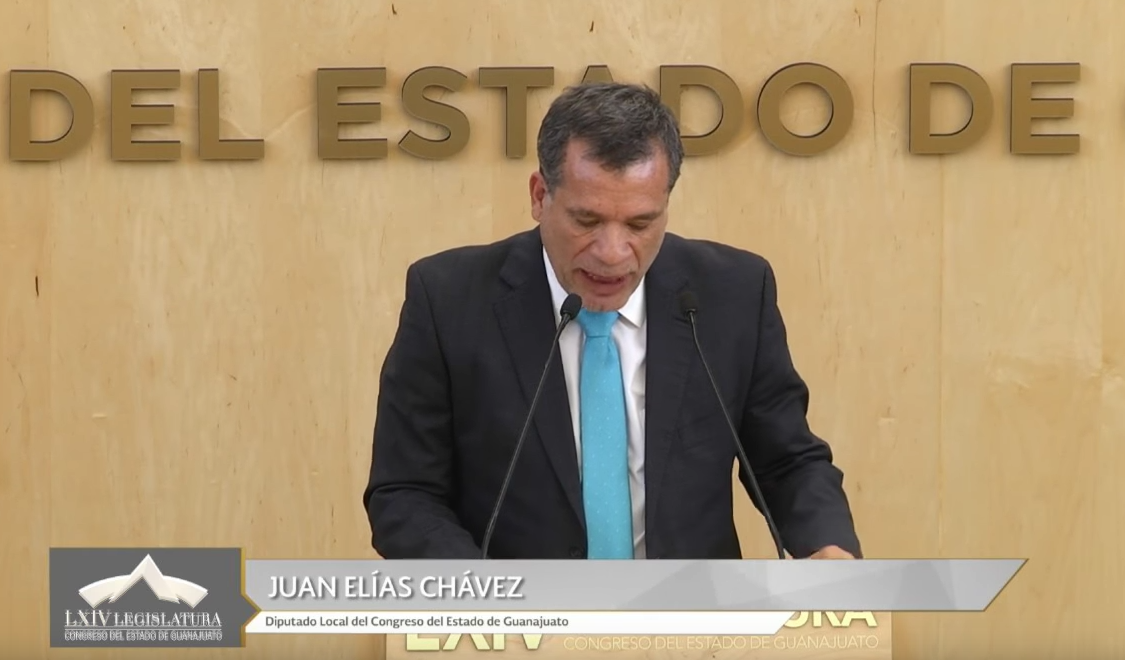 DEL ESTADO DE
JUAN ELÍAS CHÁVEZ
Diputado Local del Congreso del Estado de Guanajuato
LXIV LEGISLATURA
CONGRESO DEL ESTADO DE GUANAJUATO
LXIV
CONGRESO DEL ESTADO DE GUANAJUATO